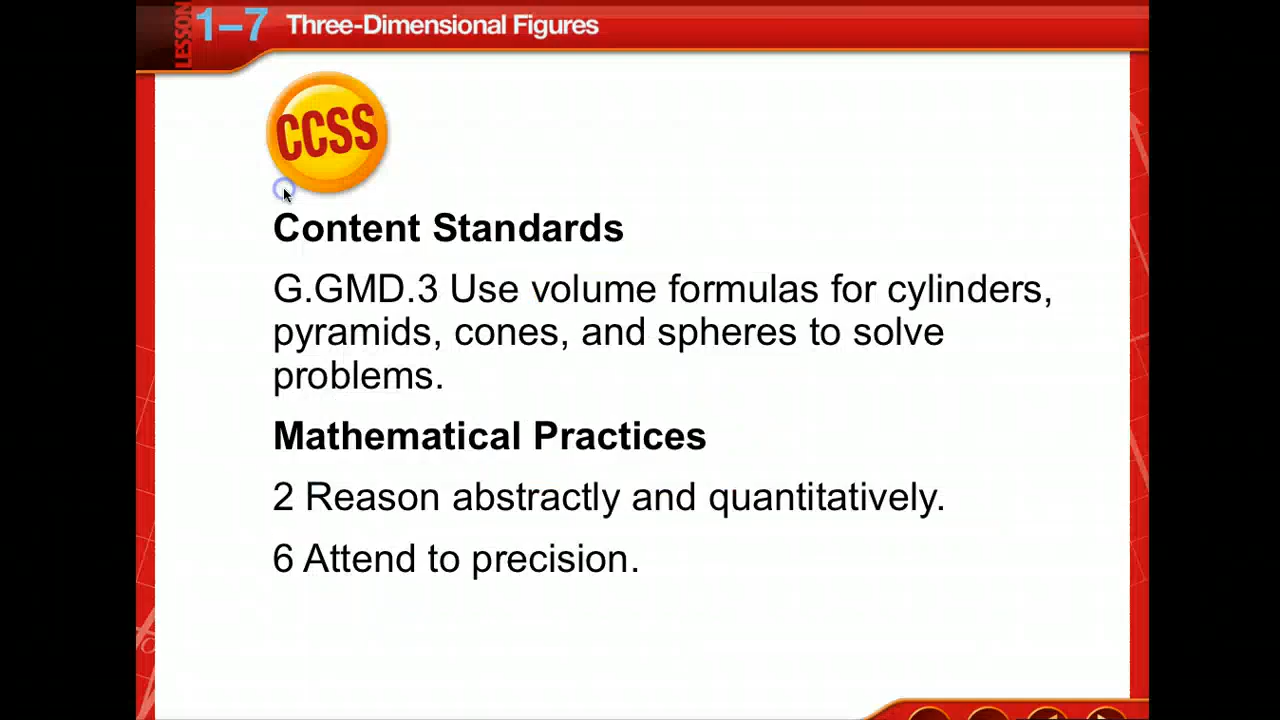 LESSON 1–7 Three-Dimensional Figures
CCSS
Content Standards
G.GMD.3 Use volume formulas for cylinders,
pyramids, cones, and spheres to solve
problems.
Mathematical Practices
2 Reason abstractly and quantitatively.
6 Attend to precision.